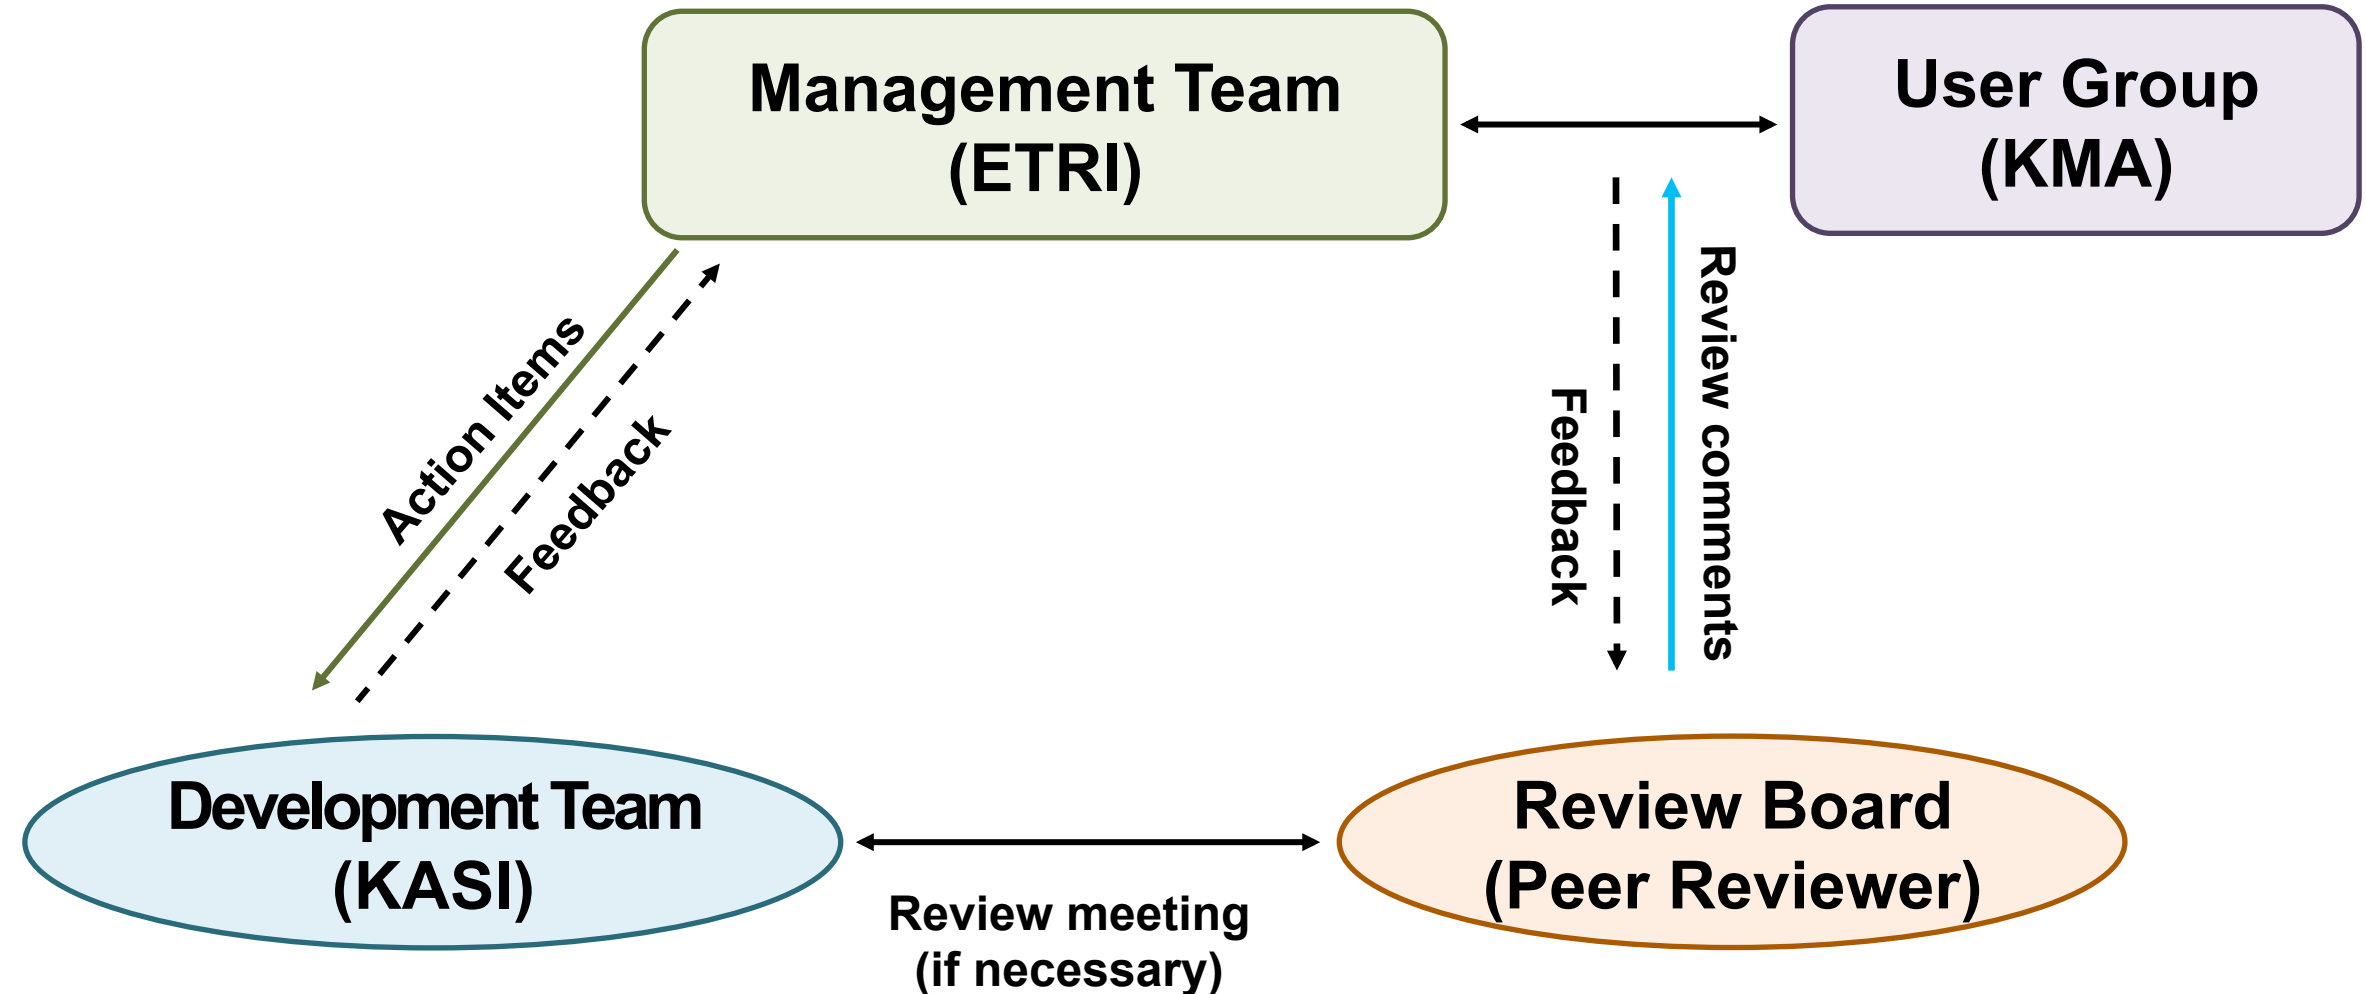 Management Team
(ETRI)
User Group
(KMA)
Action Items
Feedback
Feedback
Review comments
Development Team
(KASI)
Review meeting
(if necessary)
Review Board
(Peer Reviewer)